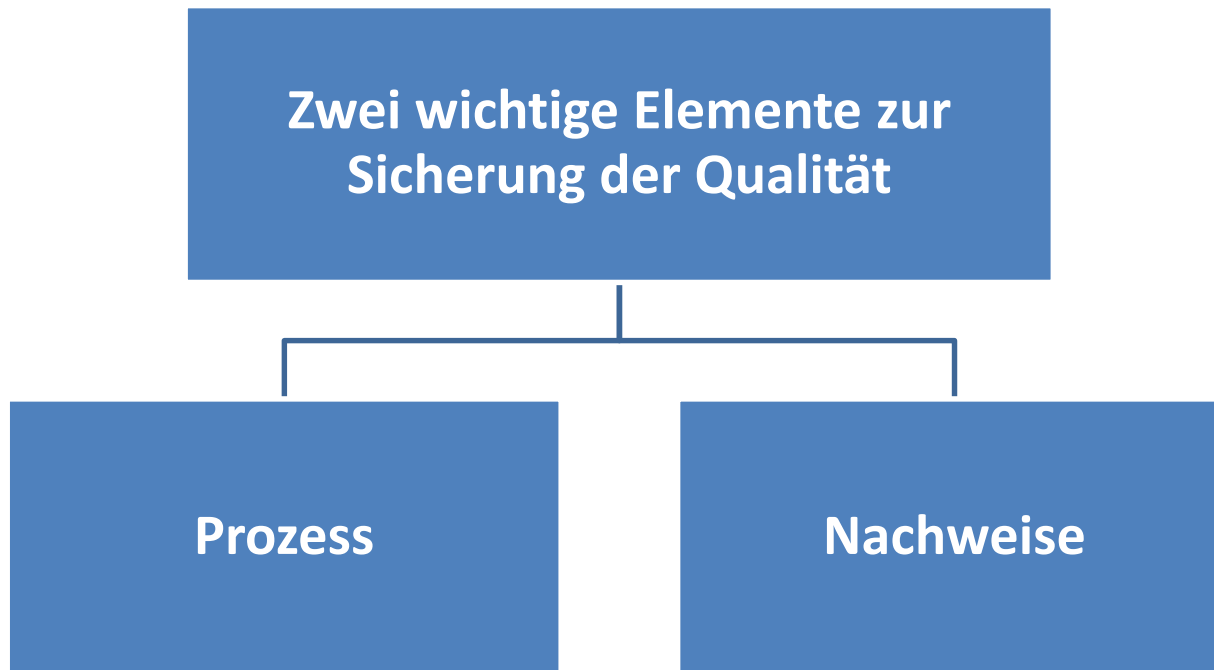 Zwei wichtige Elemente zur
Sicherung der Qualität
Prozess
Nachweise